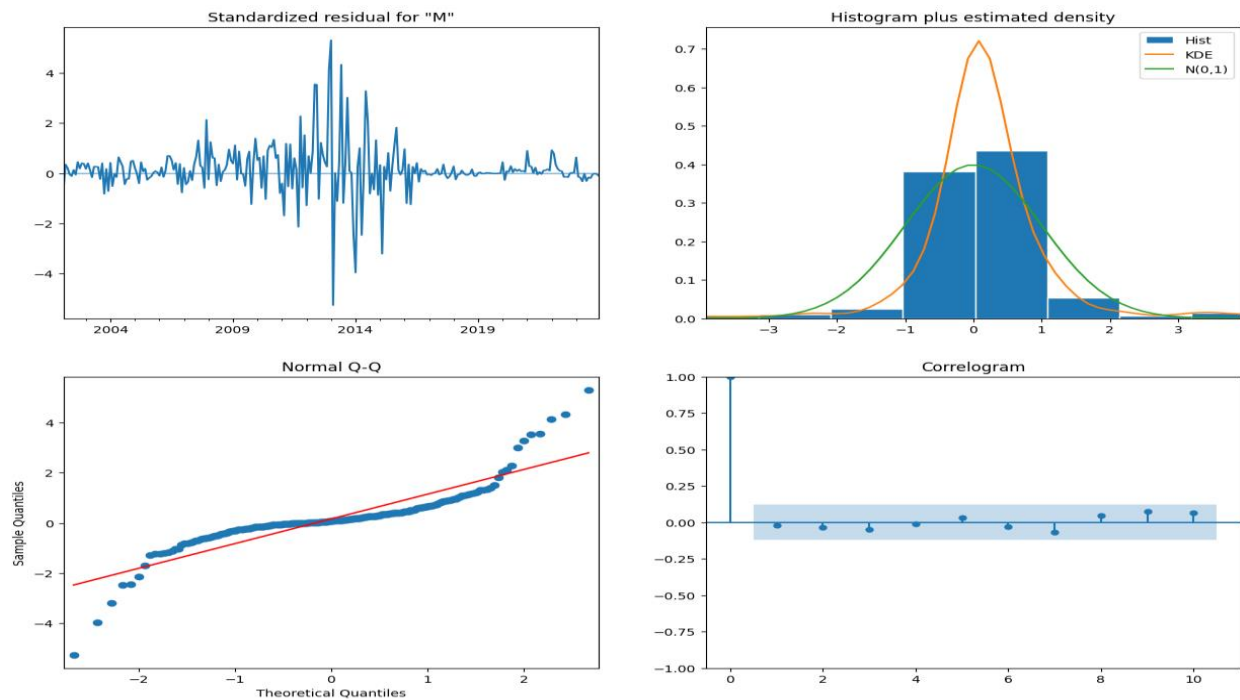 Standardized residual for "M"
4
2
0
−2
−4
2004 2009 2014 2019
Histogram plus estimated density
Hist
KDE
N(0,1)
0.7
0.6
0.5
0.4
0.3
0.2
0.1
0.0
−3 −2 −1 0 1 2 3
Normal Q-Q
Sample Quantiles
4
2
0
−2
−4
−2 −1 0 1 2
Theoretical Quantiles
Correlogram
1.00
0.75
0.50
0.25
0.00
−0.25
−0.50
−0.75
−1.00
0 2 4 6 8 10